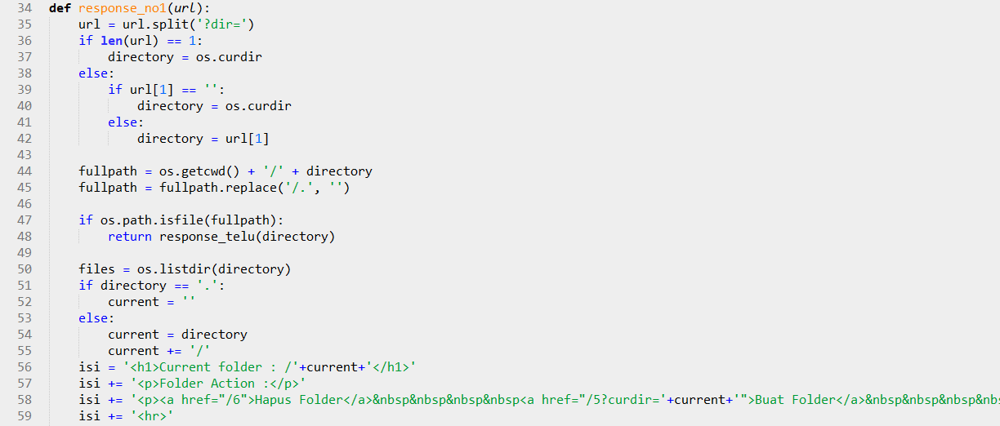 34 def response_no1(url):
35 url = url.split('?dir=')
36 if len(url) == 1:
37 directory = os.curdir
38 else:
39 if url[1] == '':
40 directory = os.curdir
41 else:
42 directory = url[1]
43
44 fullpath = os.getcwd() + '/' + directory
45 fullpath = fullpath.replace('/.', '')
46
47 if os.path.isfile(fullpath):
48 return response_telu(directory)
49
50 files = os.listdir(directory)
51 if directory == '.':
52 current = ''
53 else:
54 current = directory
55 current += '/'
56 isi = '<h1>Current folder : /'+current+'</h1>'
57 isi += '<p>Folder Action :</p>'
58 isi += '<p><a href="/6">Hapus Folder</a>&nbsp&nbsp&nbsp&nbsp<a href="/5?curdir='+current+'">Buat Folder</a>&nbsp&nbsp&nbsp&nbs
59 isi += '<hr>'